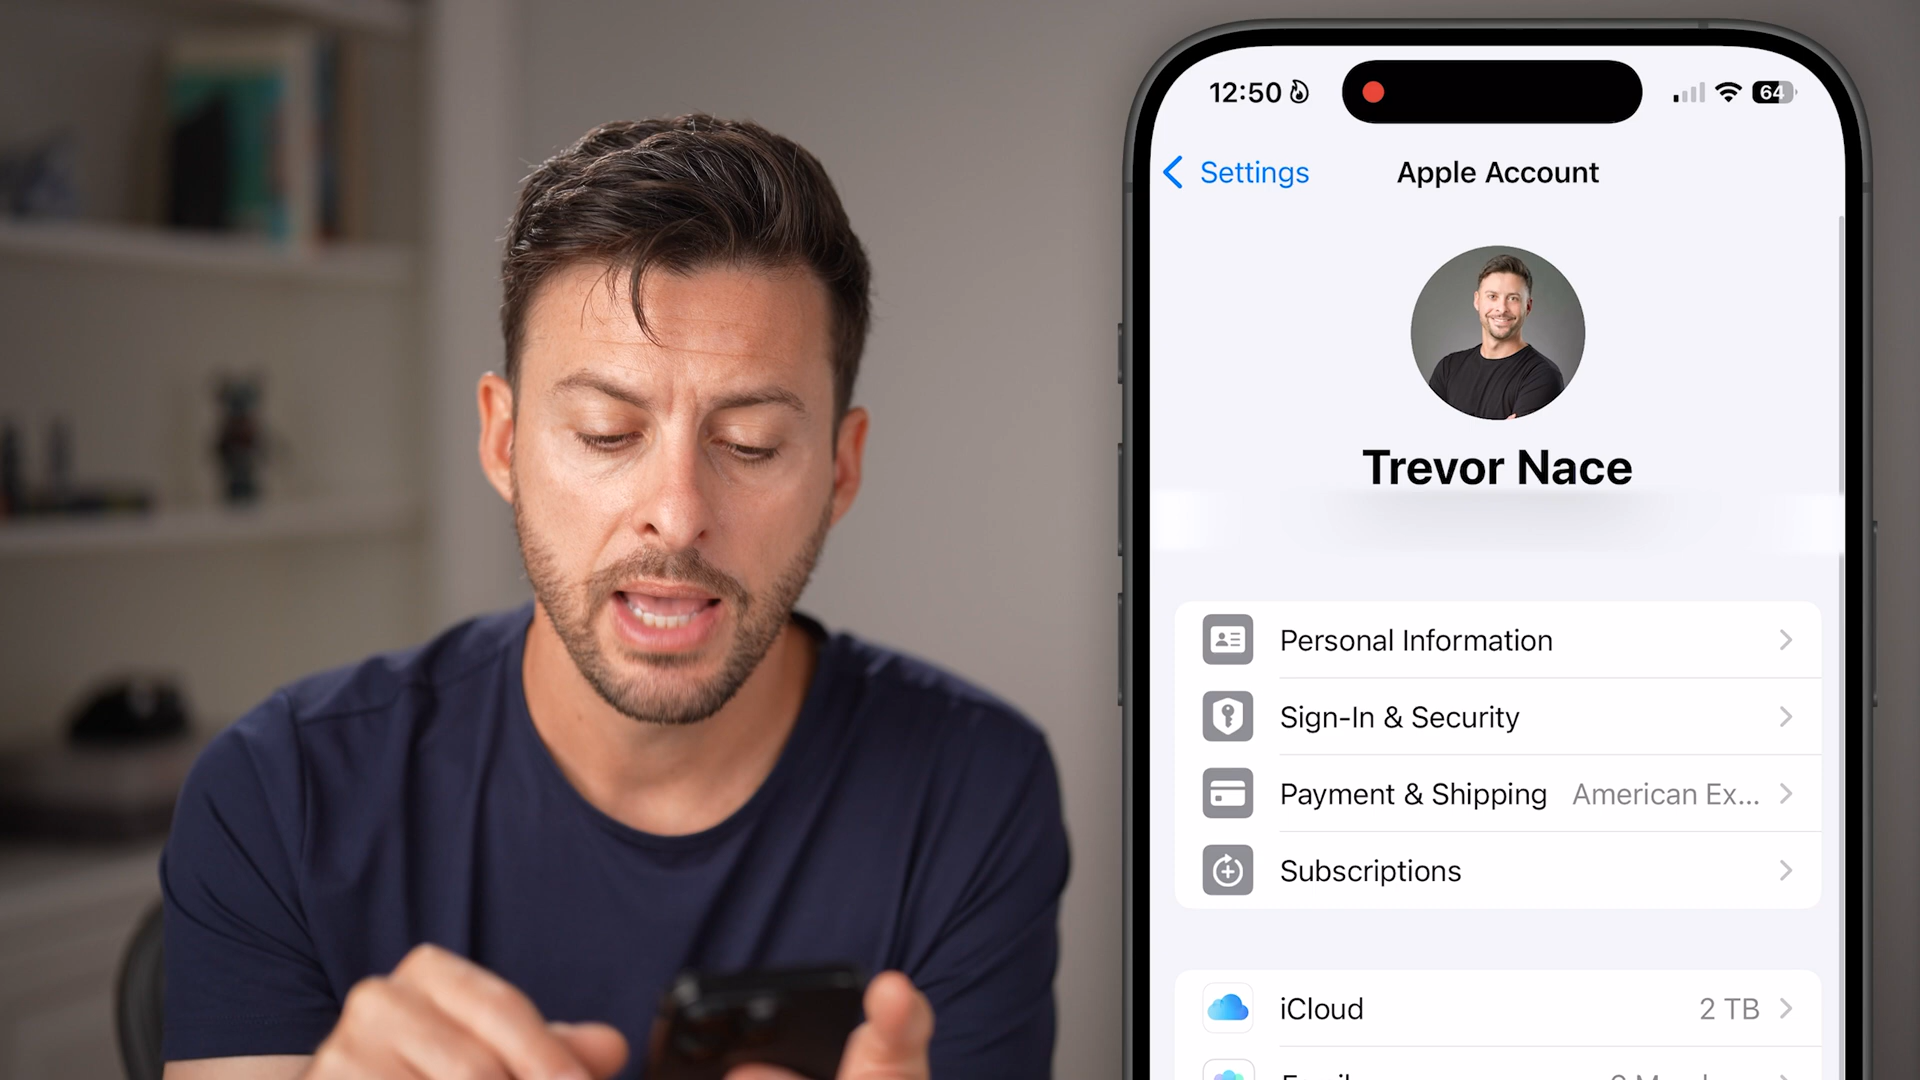 12:50
64
Settings
Apple Account
Trevor Nace
Personal Information
Sign-In & Security
Payment & Shipping American Ex...
Subscriptions
iCloud 2 TB